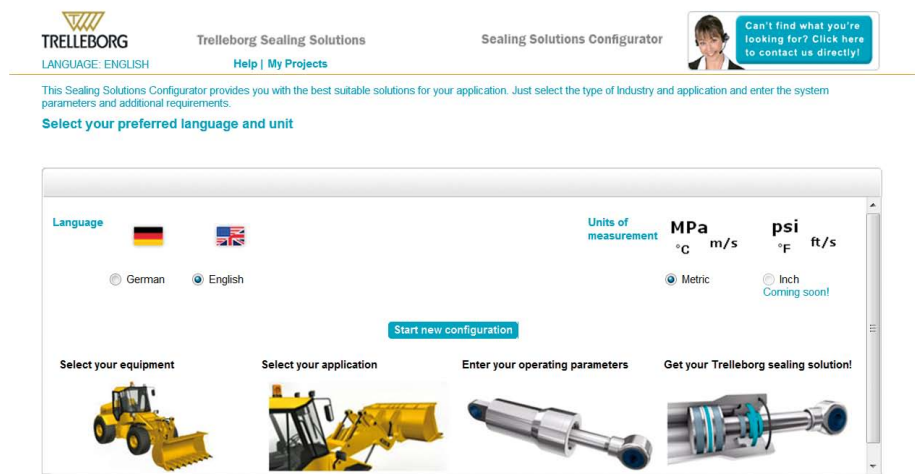 TRELLEBORG
Trelleborg Sealing Solutions
Sealing Solutions Configurator
Can't find what you're
looking for? Click here
to contact us directly!
LANGUAGE: ENGLISH
Help | My Projects
This Sealing Solutions Configurator provides you with the best suitable solutions for your application. Just select the type of Industry and application and enter the system
parameters and additional requirements.
Select your preferred language and unit
Language
Units of
measurement
MPa
°C m/s
psi
°F ft/s
German
English
Metric
Inch
Coming soon!
Start new configuration
Select your equipment
Select your application
Enter your operating parameters
Get your Trelleborg sealing solution!